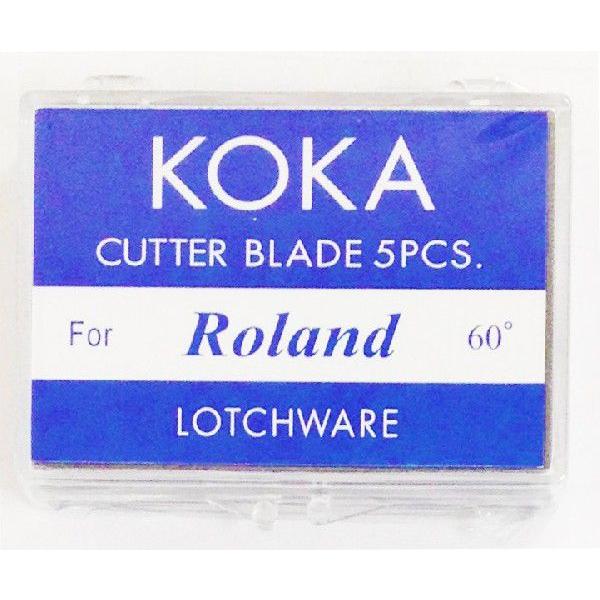 KOKA
CUTTER BLADE 5PCS.
For Roland 60°
LOTCHWARE